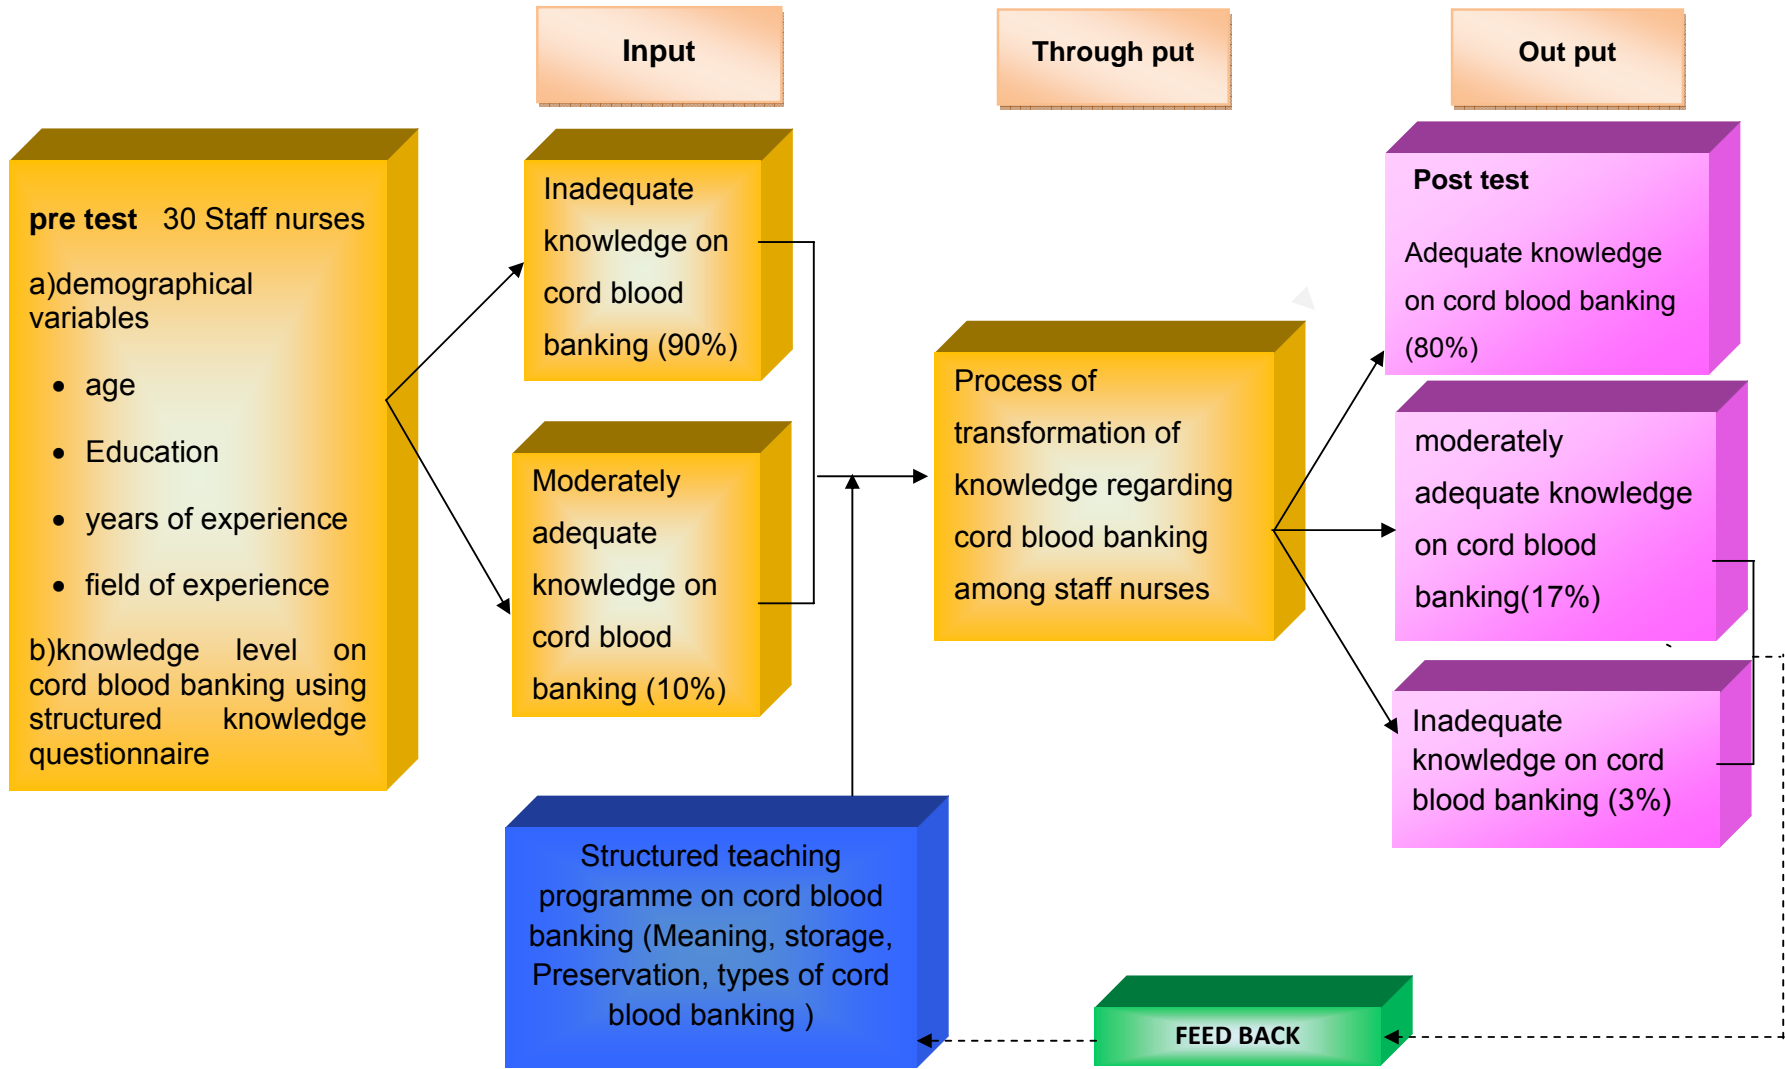 Input
Through put
Out put
pre test 30 Staff nurses
a)demographical
variables
• age
• Education
• years of experience
• field of experience
b)knowledge level on
cord blood banking using
structured knowledge
questionnaire
Inadequate
knowledge on
cord blood
banking (90%)
Moderately
adequate
knowledge on
cord blood
banking (10%)
Structured teaching
programme on cord blood
banking (Meaning, storage,
Preservation, types of cord
blood banking )
Process of
transformation of
knowledge regarding
cord blood banking
among staff nurses
Post test
Adequate knowledge
on cord blood banking
(80%)
moderately
adequate knowledge
on cord blood
banking(17%)
Inadequate
knowledge on cord
blood banking (3%)
FEED BACK